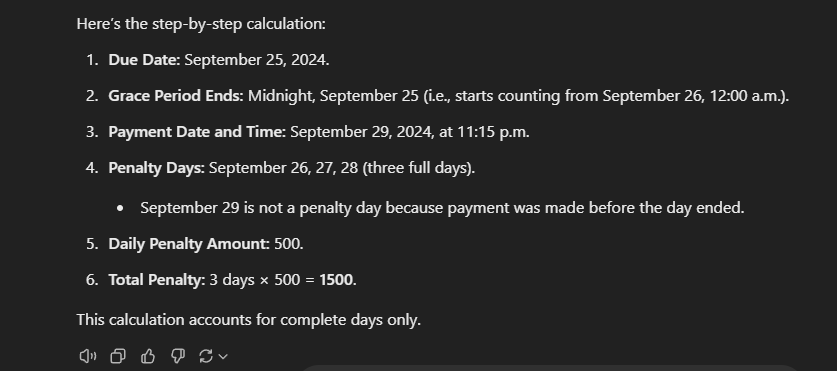 Here's the step-by-step calculation:
1. Due Date: September 25, 2024.
2. Grace Period Ends: Midnight, September 25 (i.e., starts counting from September 26, 12:00 a.m.).
3. Payment Date and Time: September 29, 2024, at 11:15 p.m.
4. Penalty Days: September 26, 27, 28 (three full days).
• September 29 is not a penalty day because payment was made before the day ended.
5. Daily Penalty Amount: 500.
6. Total Penalty: 3 days × 500 = 1500.
This calculation accounts for complete days only.